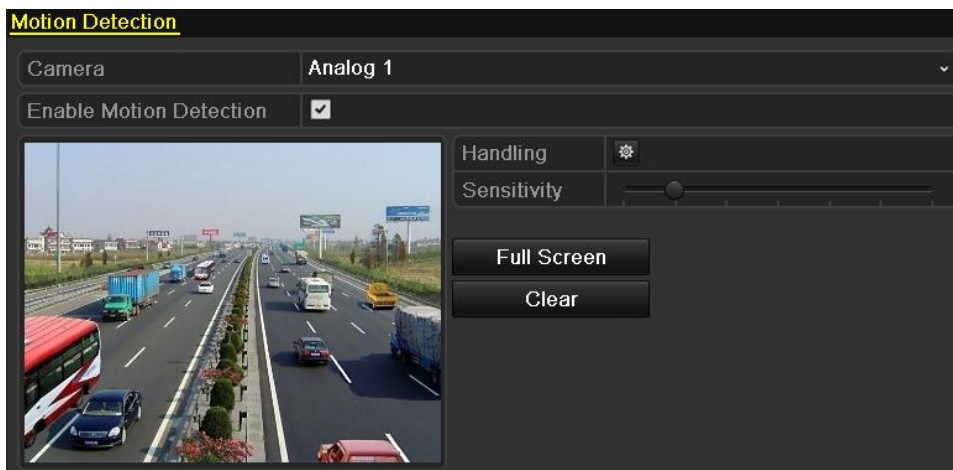 Motion Detection
Camera
Analog 1
Enable Motion Detection
Handling
Sensitivity
Full Screen
Clear